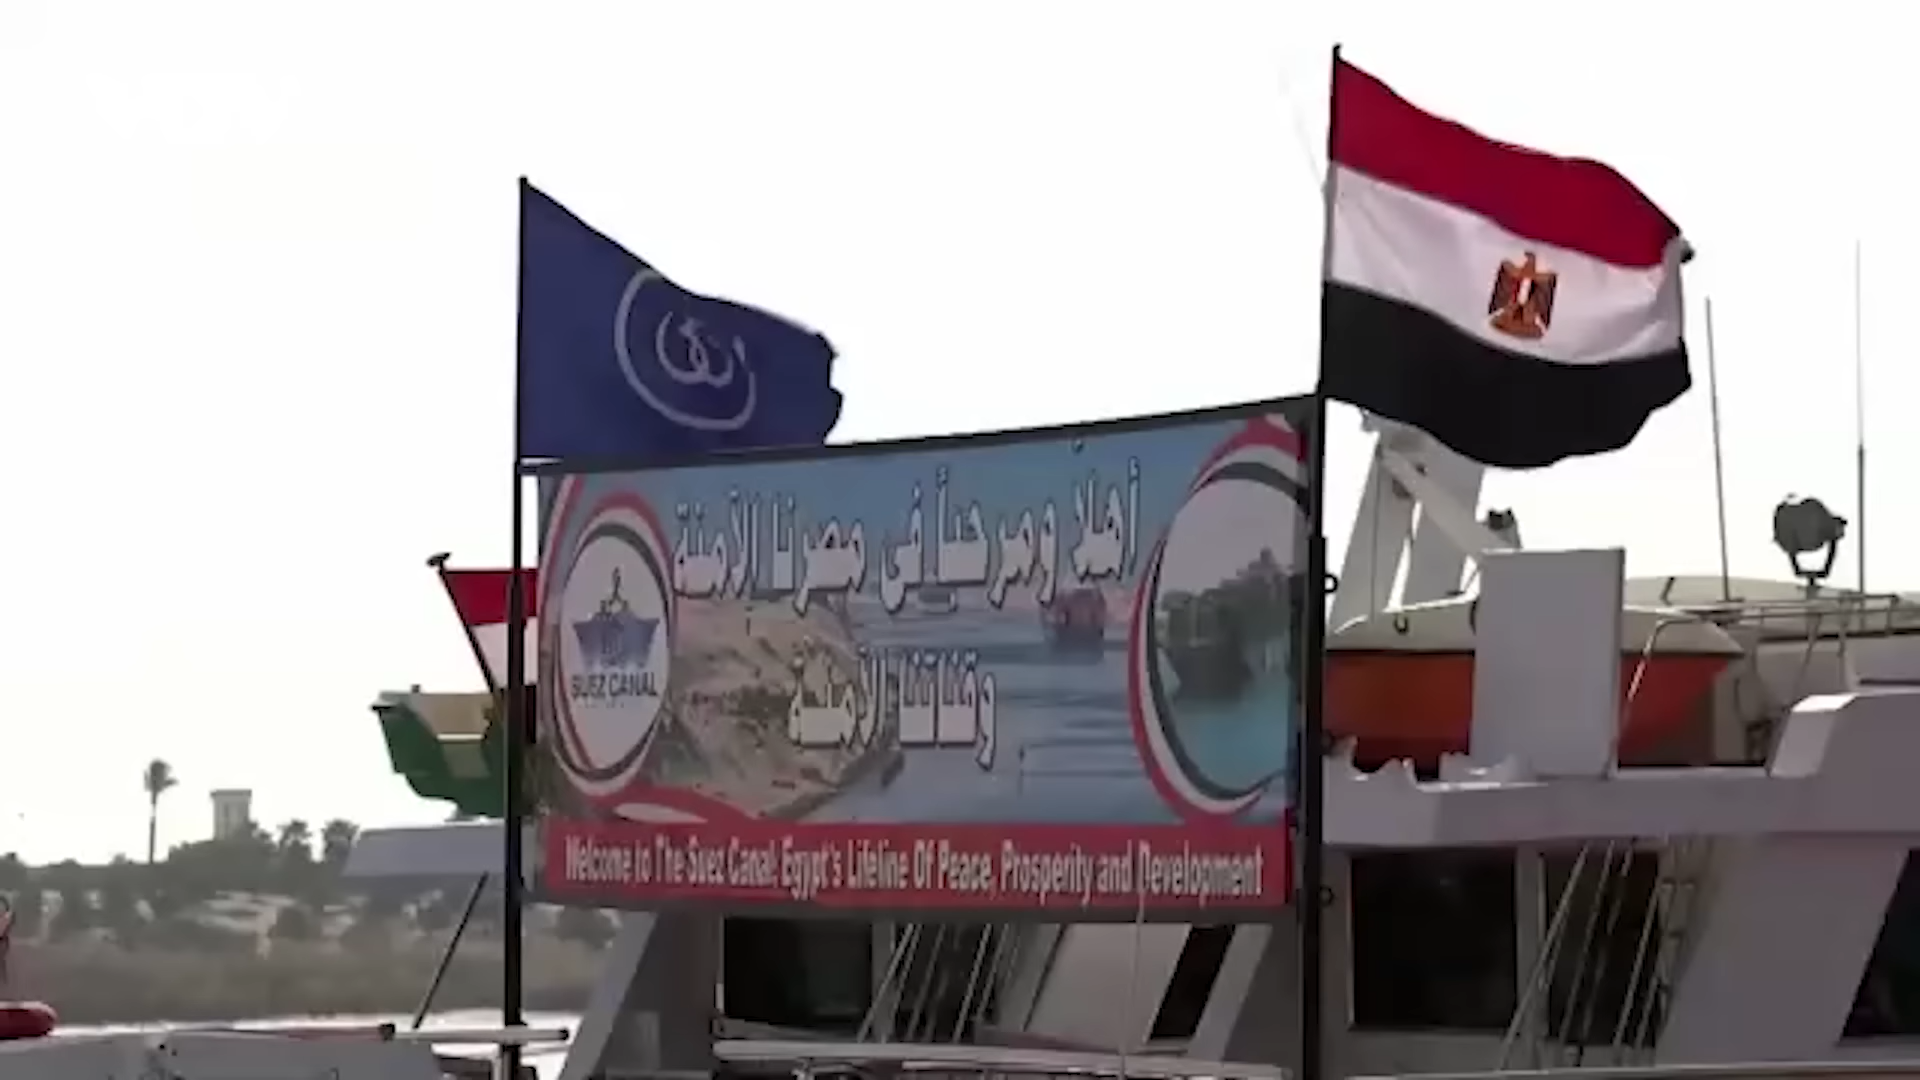 أهلاً ومرحباً في مصرنا الآمنة
وقناتنا الآمنة
SUEZ CANAL
Welcome to The Suez Canal: Egypt's Lifeline Of Peace, Prosperity and Development